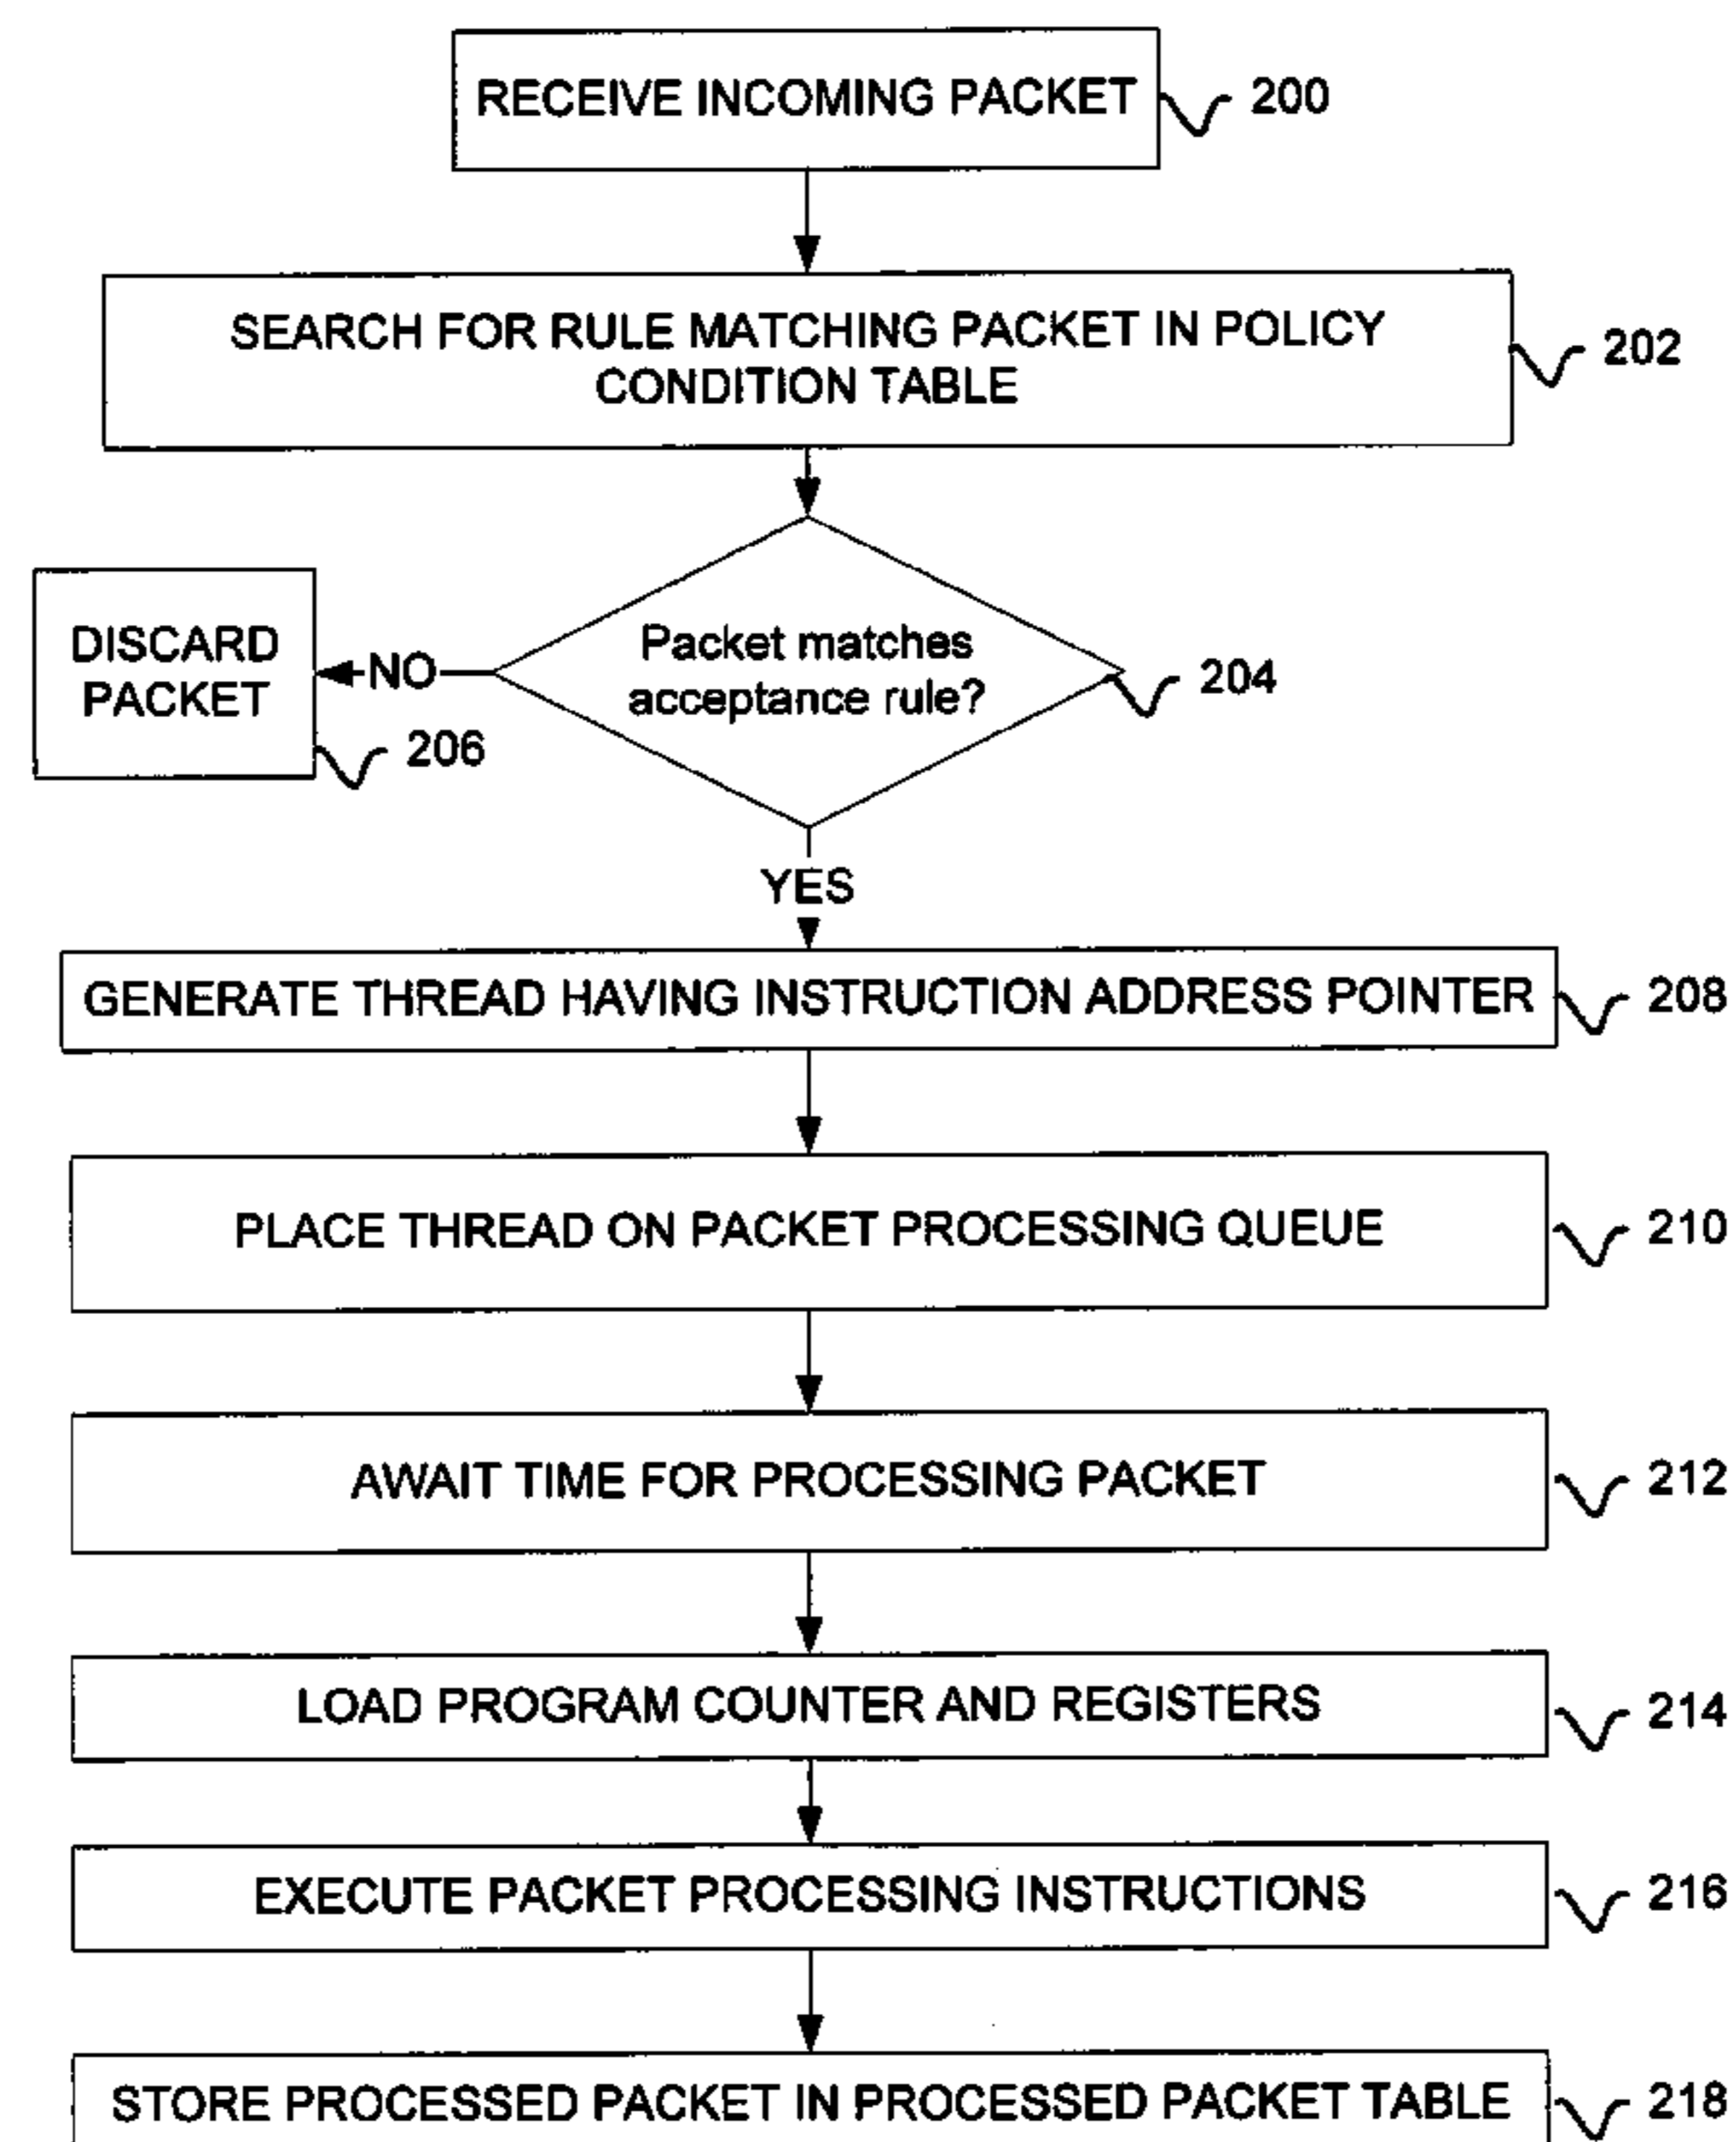 RECEIVE INCOMING PACKET
200
SEARCH FOR RULE MATCHING PACKET IN POLICY
CONDITION TABLE
202
Packet matches
acceptance rule?
204
NO
DISCARD
PACKET
206
YES
GENERATE THREAD HAVING INSTRUCTION ADDRESS POINTER
208
PLACE THREAD ON PACKET PROCESSING QUEUE
210
AWAIT TIME FOR PROCESSING PACKET
212
LOAD PROGRAM COUNTER AND REGISTERS
214
EXECUTE PACKET PROCESSING INSTRUCTIONS
216
STORE PROCESSED PACKET IN PROCESSED PACKET TABLE
218